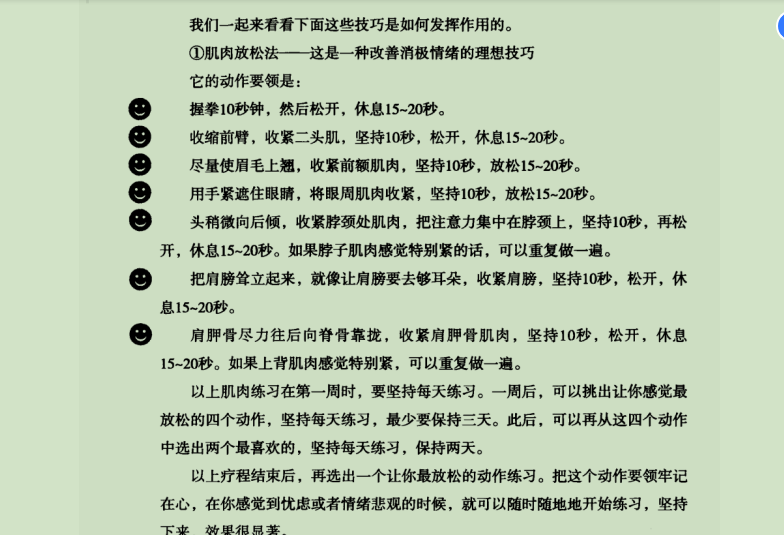 我们一起来看看下面这些技巧是如何发挥作用的。
①肌肉放松法——这是一种改善消极情绪的理想技巧
它的动作要领是：
握拳10秒钟，然后松开，休息15~20秒。
收缩前臂，收紧二头肌，坚持10秒，松开，休息15~20秒。
尽量使眉毛上翘，收紧前额肌肉，坚持10秒，放松15~20秒。
用手紧遮住眼睛，将眼周肌肉收紧，坚持10秒，放松15~20秒。
头稍微向后倾，收紧脖颈处肌肉，把注意力集中在脖颈上，坚持10秒，再松
开，休息15~20秒。如果脖子肌肉感觉特别紧的话，可以重复做一遍。
把肩膀耸立起来，就像让肩膀要去够耳朵，收紧肩膀，坚持10秒，松开，休
息15~20秒。
肩胛骨尽力往后向脊骨靠拢，收紧肩胛骨肌肉，坚持10秒，松开，休息
15~20秒。如果上背肌肉感觉特别紧，可以重复做一遍。
以上肌肉练习在第一周时，要坚持每天练习。一周后，可以挑出让你感觉最
放松的四个动作，坚持每天练习，最少要保持三天。此后，可以再从这四个动作
中选出两个最喜欢的，坚持每天练习，保持两天。
以上疗程结束后，再选出一个让你最放松的动作练习。把这个动作要领牢记
在心，在你感觉到忧虑或者情绪悲观的时候，就可以随时随地地开始练习，坚持
下来，效果很显著。